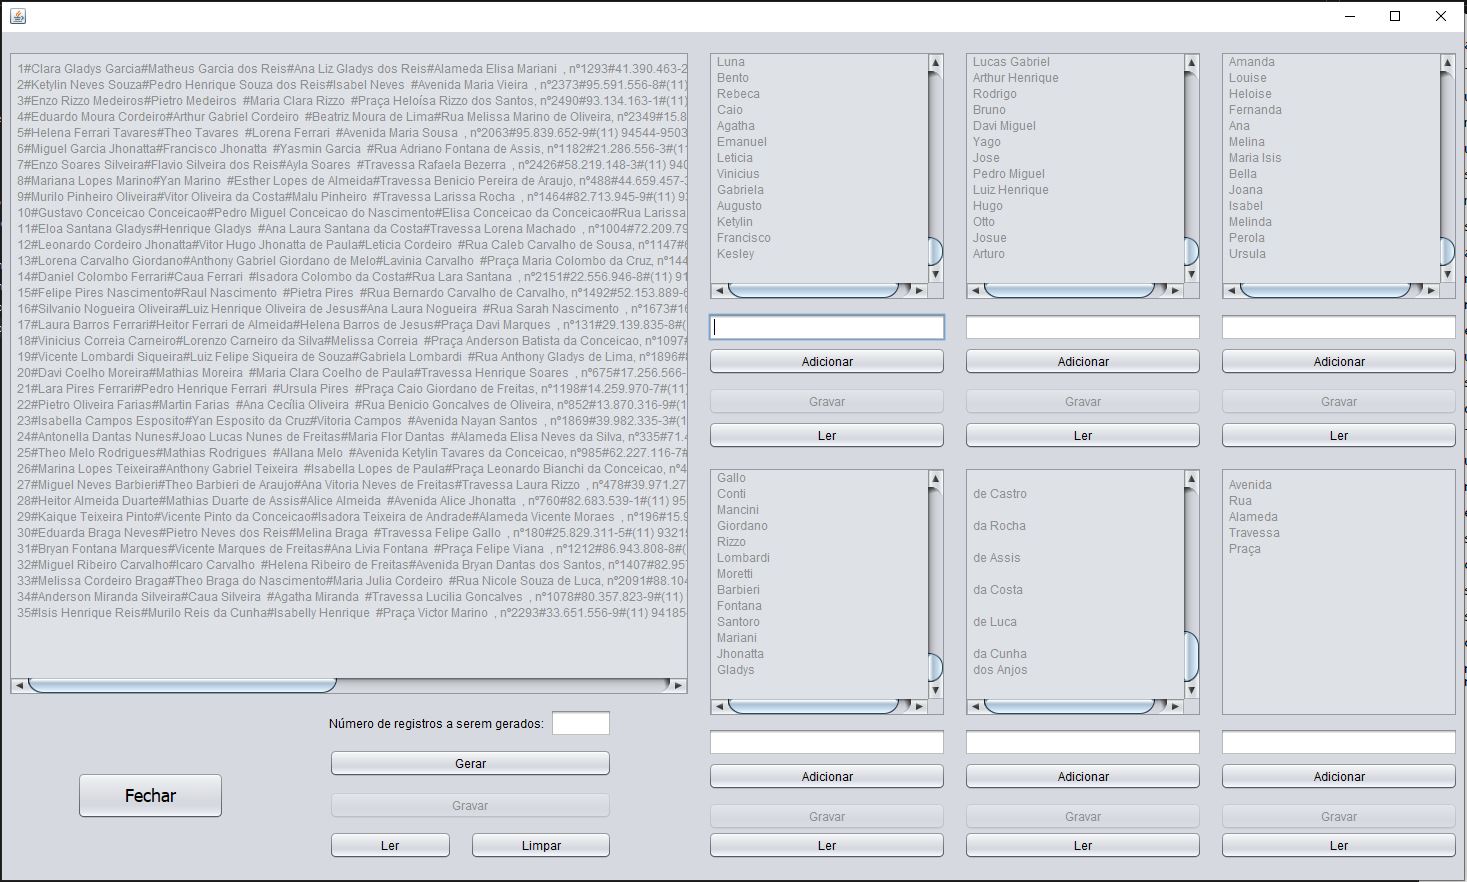 1#Clara Gladys Garcia#Matheus Garcia dos Reis#Ana Liz Gladys dos Reis#Alameda Elisa Mariani , nº1293#41.390.463-2
2#Ketylin Neves Souza#Pedro Henrique Souza dos Reis#Isabel Neves #Avenida Maria Vieira , nº2373#95.591.556-8#(11)
3#Enzo Rizzo Medeiros#Pietro Medeiros #Maria Clara Rizzo #Praça Heloísa Rizzo dos Santos, nº2490#93.134.163-1#(11)
4#Eduardo Moura Cordeiro#Arthur Gabriel Cordeiro #Beatriz Moura de Lima#Rua Melissa Marino de Oliveira, nº2349#15.8
5#Helena Ferrari Tavares#Theo Tavares #Lorena Ferrari #Avenida Maria Sousa , nº2063#95.839.652-9#(11) 94544-9503
6#Miguel Garcia Jhonatta#Francisco Jhonatta #Yasmin Garcia #Rua Adriano Fontana de Assis, nº1182#21.286.556-3#(11)
7#Enzo Soares Silveira#Flavio Silveira dos Reis#Ayla Soares #Travessa Rafaela Bezerra , nº2426#58.219.148-3#(11) 940
8#Mariana Lopes Marino#Yan Marino #Esther Lopes de Almeida#Travessa Benicio Pereira de Araujo, nº488#44.659.457-
9#Murilo Pinheiro Oliveira#Vitor Oliveira da Costa#Malu Pinheiro #Travessa Larissa Rocha , nº1464#82.713.945-9#(11) 9
10#Gustavo Conceicao Conceicao#Pedro Miguel Conceicao do Nascimento#Elisa Conceicao da Conceicao#Rua Larissa
11#Eloa Santana Gladys#Henrique Gladys #Ana Laura Santana da Costa#Travessa Lorena Machado , nº1004#72.209.79
12#Leonardo Cordeiro Jhonatta#Vitor Hugo Jhonatta de Paula#Leticia Cordeiro #Rua Caleb Carvalho de Sousa, nº1147#
13#Lorena Carvalho Giordano#Anthony Gabriel Giordano de Melo#Lavinia Carvalho #Praça Maria Colombo da Cruz, nº144
14#Daniel Colombo Ferrari#Caua Ferrari #Isadora Colombo da Costa#Rua Lara Santana , nº2151#22.556.946-8#(11) 91
15#Felipe Pires Nascimento#Raul Nascimento #Pietra Pires #Rua Bernardo Carvalho de Carvalho, nº1492#52.153.889-
16#Silvanio Nogueira Oliveira#Luiz Henrique Oliveira de Jesus#Ana Laura Nogueira #Rua Sarah Nascimento , nº1673#1
17#Laura Barros Ferrari#Heitor Ferrari de Almeida#Helena Barros de Jesus#Praça Davi Marques , nº131#29.139.835-8#(
18#Vinicius Correia Carneiro#Lorenzo Carneiro da Silva#Melissa Correia #Praça Anderson Batista da Conceicao, nº1097
19#Vicente Lombardi Siqueira#Luiz Felipe Siqueira de Souza#Gabriela Lombardi #Rua Anthony Gladys de Lima, nº1896#
20#Davi Coelho Moreira#Mathias Moreira #Maria Clara Coelho de Paula#Travessa Henrique Soares , nº675#17.256.566-
21#Lara Pires Ferrari#Pedro Henrique Ferrari #Ursula Pires #Praça Caio Giordano de Freitas, nº1198#14.259.970-7#(11)
22#Pietro Oliveira Farias#Martin Farias #Ana Cecília Oliveira #Rua Benicio Goncalves de Oliveira, nº852#13.870.316-9#(1
23#Isabella Campos Esposito#Yan Esposito da Cruz#Vitoria Campos #Avenida Nayan Santos , nº1869#39.982.335-3#(1
24#Antonella Dantas Nunes#Joao Lucas Nunes de Freitas#Maria Flor Dantas #Alameda Elisa Neves da Silva, nº335#71.4
25#Theo Melo Rodrigues#Mathias Rodrigues #Allana Melo #Avenida Ketylin Tavares da Conceicao, nº985#62.227.116-7#
26#Marina Lopes Teixeira#Anthony Gabriel Teixeira #Isabella Lopes de Paula#Praça Leonardo Bianchi da Conceicao, nº4
27#Miguel Neves Barbieri#Theo Barbieri de Araujo#Ana Vitoria Neves de Freitas#Travessa Laura Rizzo , nº478#39.971.27
28#Heitor Almeida Duarte#Mathias Duarte de Assis#Alice Almeida #Avenida Alice Jhonatta , nº760#82.683.539-1#(11) 95
29#Kaique Teixeira Pinto#Vicente Pinto da Conceicao#Isadora Teixeira de Andrade#Alameda Vicente Moraes , nº196#15.9
30#Eduarda Braga Neves#Pietro Neves dos Reis#Melina Braga #Travessa Felipe Gallo , nº180#25.829.311-5#(11) 9321
31#Bryan Fontana Marques#Vicente Marques de Freitas#Ana Livia Fontana #Praça Felipe Viana , nº1212#86.943.808-8#(
32#Miguel Ribeiro Carvalho#Icaro Carvalho #Helena Ribeiro de Freitas#Avenida Bryan Dantas dos Santos, nº1407#82.95
33#Melissa Cordeiro Braga#Theo Braga do Nascimento#Maria Julia Cordeiro #Rua Nicole Souza de Luca, nº2091#88.104
34#Anderson Miranda Silveira#Caua Silveira #Agatha Miranda #Travessa Lucilia Goncalves , nº1078#80.357.823-9#(11)
35#Isis Henrique Reis#Murilo Reis da Cunha#Isabelly Henrique #Praça Victor Marino , nº2293#33.651.556-9#(11) 94185
Número de registros a serem gerados:
Gerar
Fechar
Gravar
Ler
Limpar
Luna
Bento
Rebeca
Caio
Agatha
Emanuel
Leticia
Vinicius
Gabriela
Augusto
Ketylin
Francisco
Kesley
Adicionar
Gravar
Ler
Lucas Gabriel
Arthur Henrique
Rodrigo
Bruno
Davi Miguel
Yago
Jose
Pedro Miguel
Luiz Henrique
Hugo
Otto
Josue
Arturo
Adicionar
Gravar
Ler
Amanda
Louise
Heloise
Fernanda
Ana
Melina
Maria Isis
Bella
Joana
Isabel
Melinda
Perola
Ursula
Adicionar
Gravar
Ler
Gallo
Conti
Mancini
Giordano
Rizzo
Lombardi
Moretti
Barbieri
Fontana
Santoro
Mariani
Jhonatta
Gladys
Adicionar
Gravar
Ler
de Castro
da Rocha
de Assis
da Costa
de Luca
da Cunha
dos Anjos
Adicionar
Gravar
Ler
Avenida
Rua
Alameda
Travessa
Praça
Adicionar
Gravar
Ler